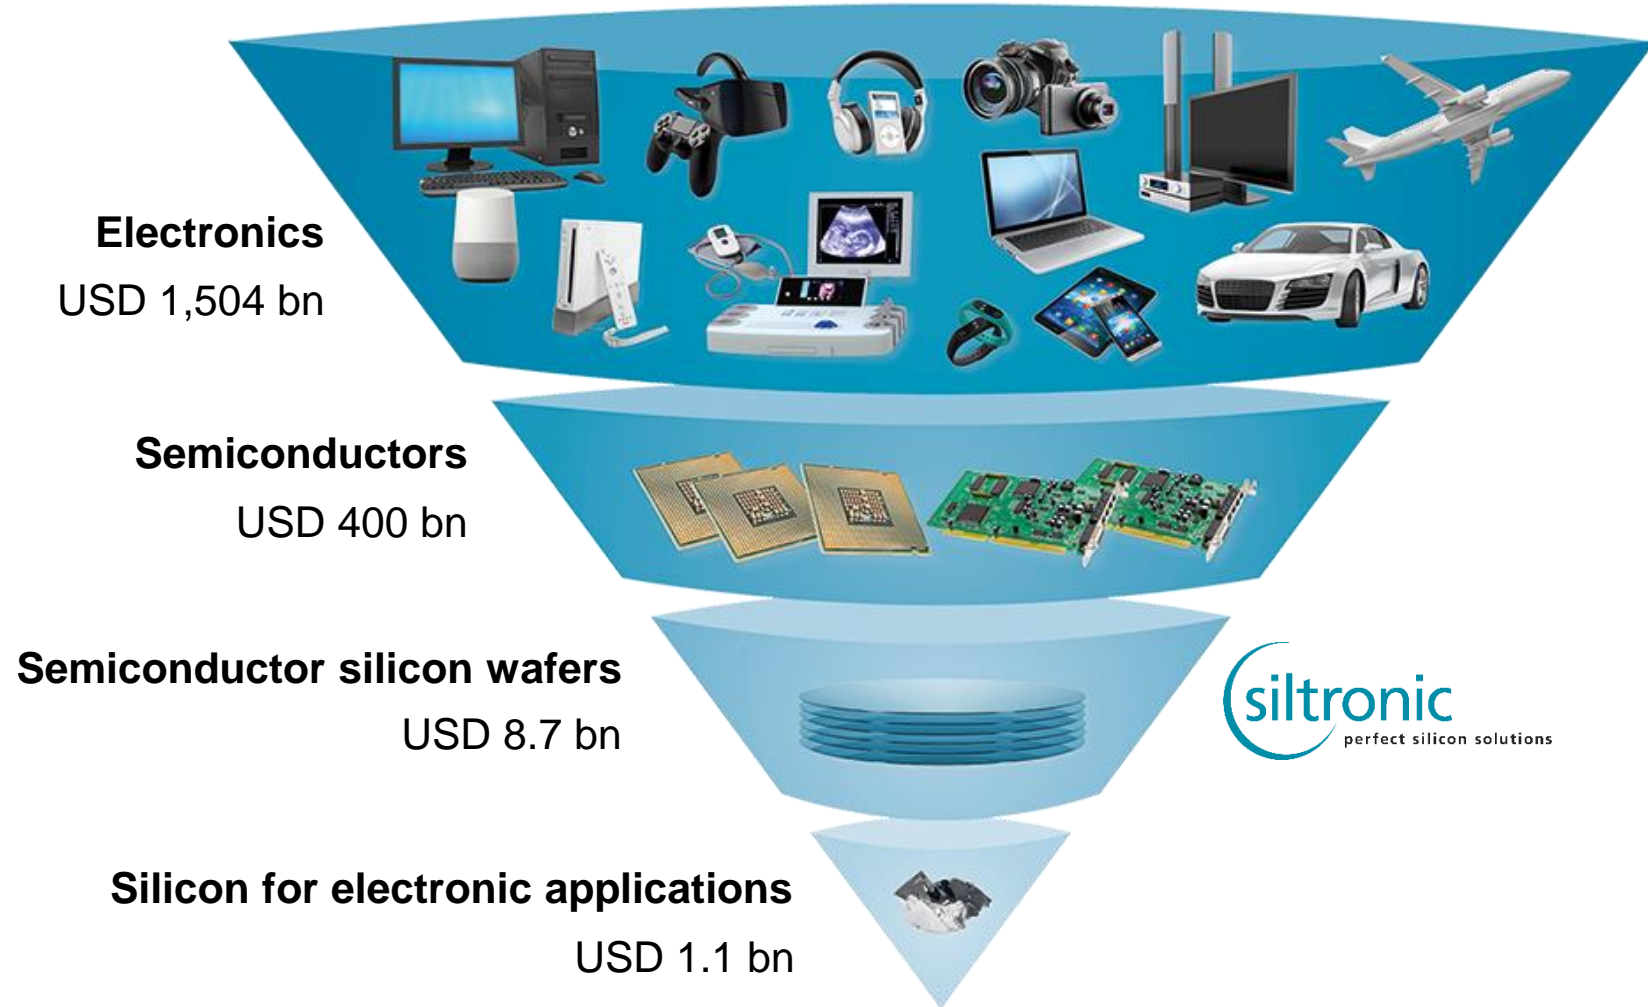 Electronics
USD 1,504 bn
Semiconductors
USD 400 bn
Semiconductor silicon wafers
USD 8.7 bn
siltronic
perfect silicon solutions
Silicon for electronic applications
USD 1.1 bn